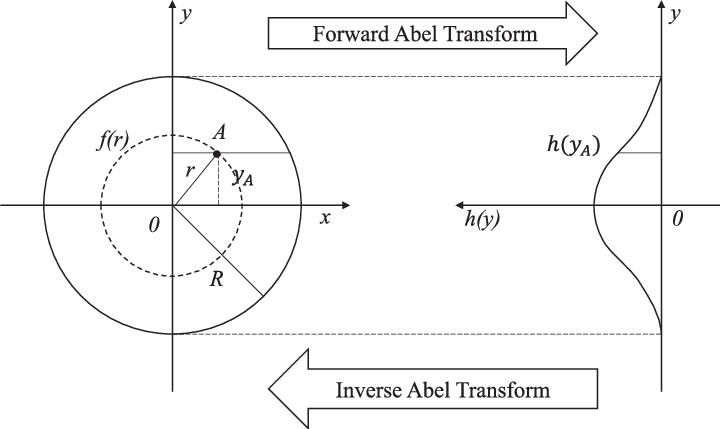 y
Forward Abel Transform
y
f(r)
A
h(y_A)
r
y_A
0
x
h(y)
0
R
Inverse Abel Transform